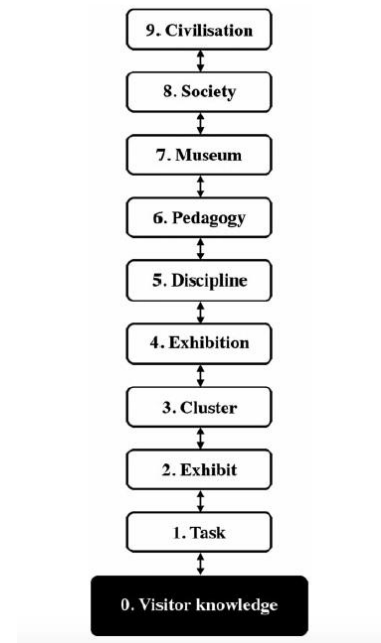 9. Civilisation
8. Society
7. Museum
6. Pedagogy
5. Discipline
4. Exhibition
3. Cluster
2. Exhibit
1. Task
0. Visitor knowledge